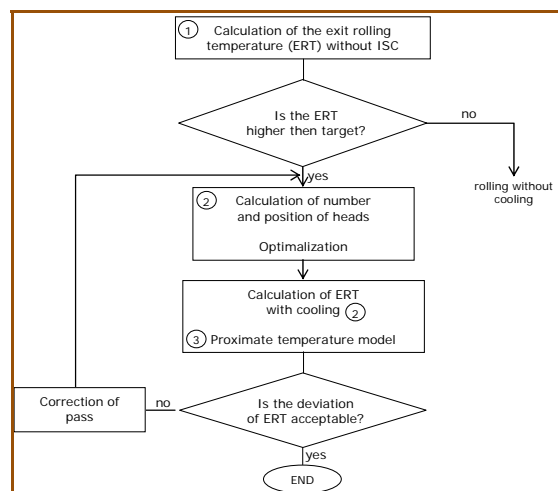 1 Calculation of the exit rolling
temperature (ERT) without ISC
Is the ERT
higher then target?
no
yes
rolling without
cooling
2 Calculation of number
and position of heads
Optimalization
Calculation of ERT
with cooling 2
3 Proximate temperature model
Correction of
pass
no
Is the deviation
of ERT acceptable?
yes
END